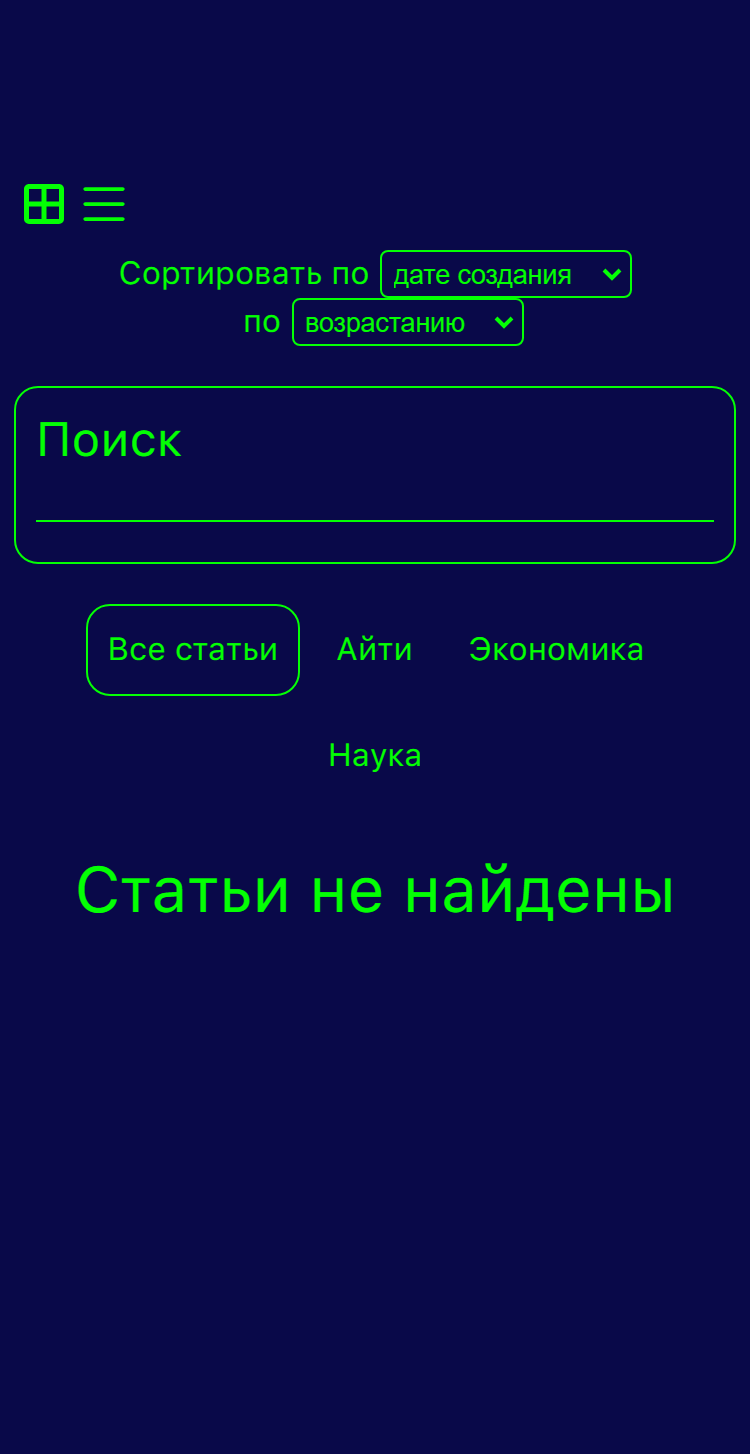 Сортировать по дате создания
по возрастанию
Поиск
Все статьи Айти Экономика
Наука
Статьи не найдены